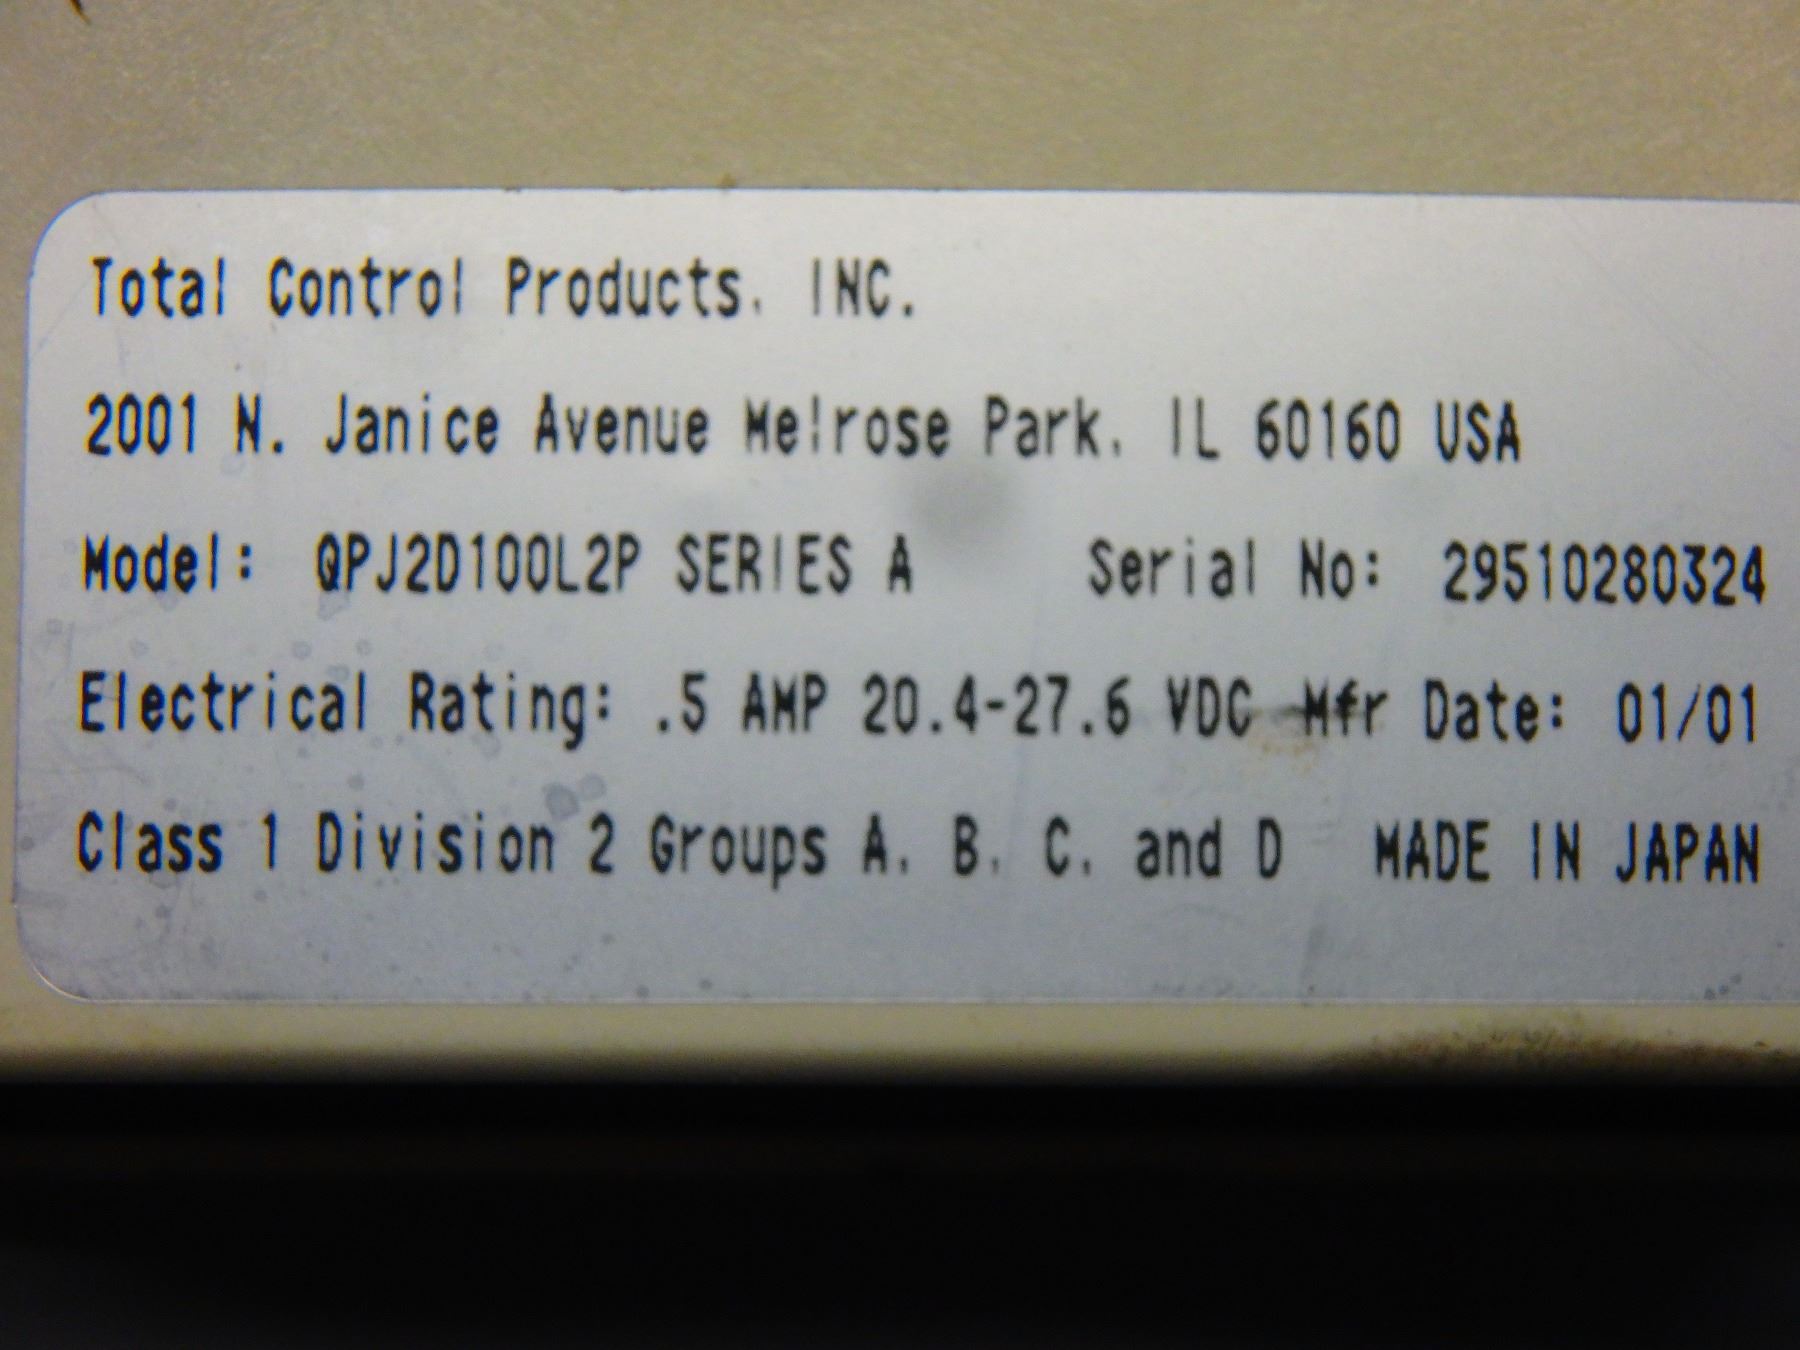 Total Control Products, INC.
2001 N. Janice Avenue Melrose Park, IL 60160 USA
Model: QPJ2D100L2P SERIES A Serial No: 29510280324
Electrical Rating: .5 AMP 20.4-27.6 VDC Mfr Date: 01/01
Class 1 Division 2 Groups A, B, C, and D MADE IN JAPAN